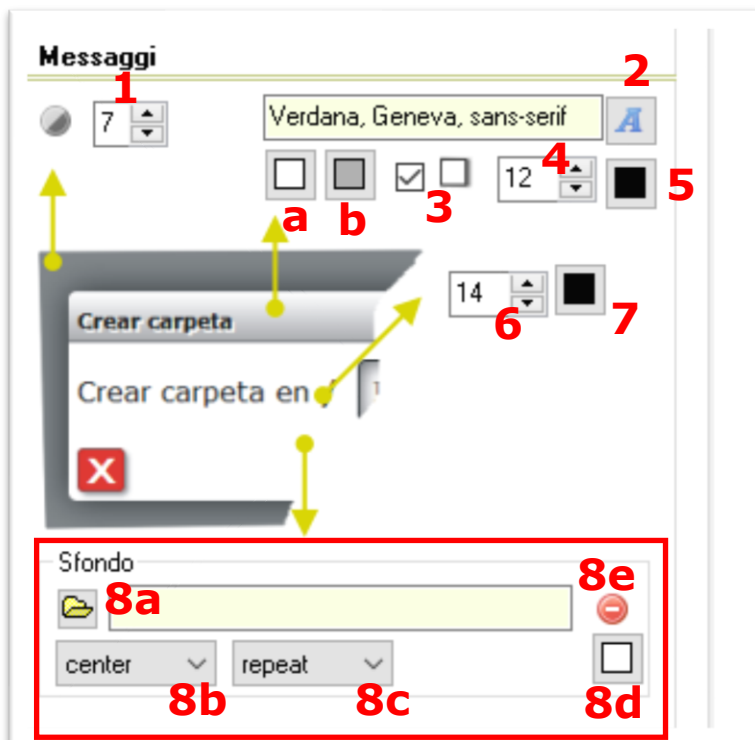 Messaggi
1
2
7
Verdana, Geneva, sans-serif
A
a
b
3
12
4
5
Crear carpeta
14
6
7
Crear carpeta en /
X
Sfondo
8a
8e
center
repeat
8b
8c
8d